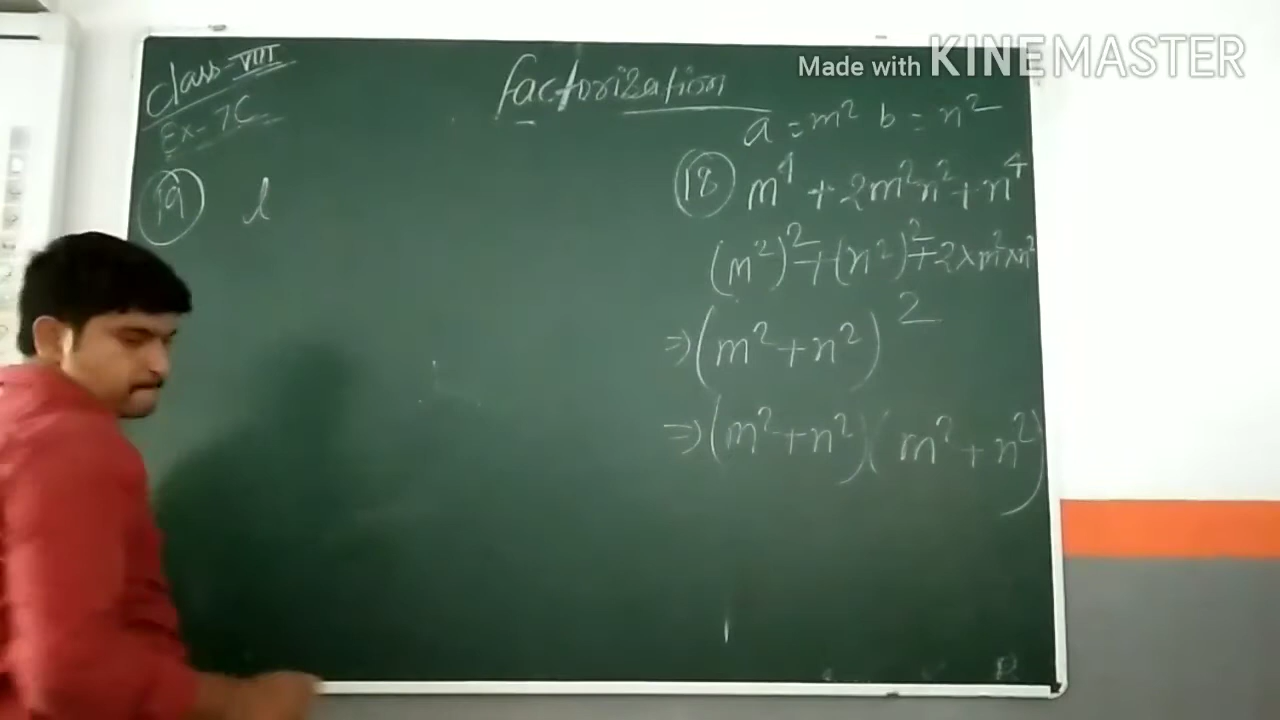 Made with KINEMASTER
Class-VIII
Factorization
Ex-7C
a = m² b = n²
(19) l
(18) m⁴ + 2m²n² + n⁴
(m²)² + (n²)² + 2×m²×n²
⇒ (m² + n²)²
⇒ (m² + n²)(m² + n²)